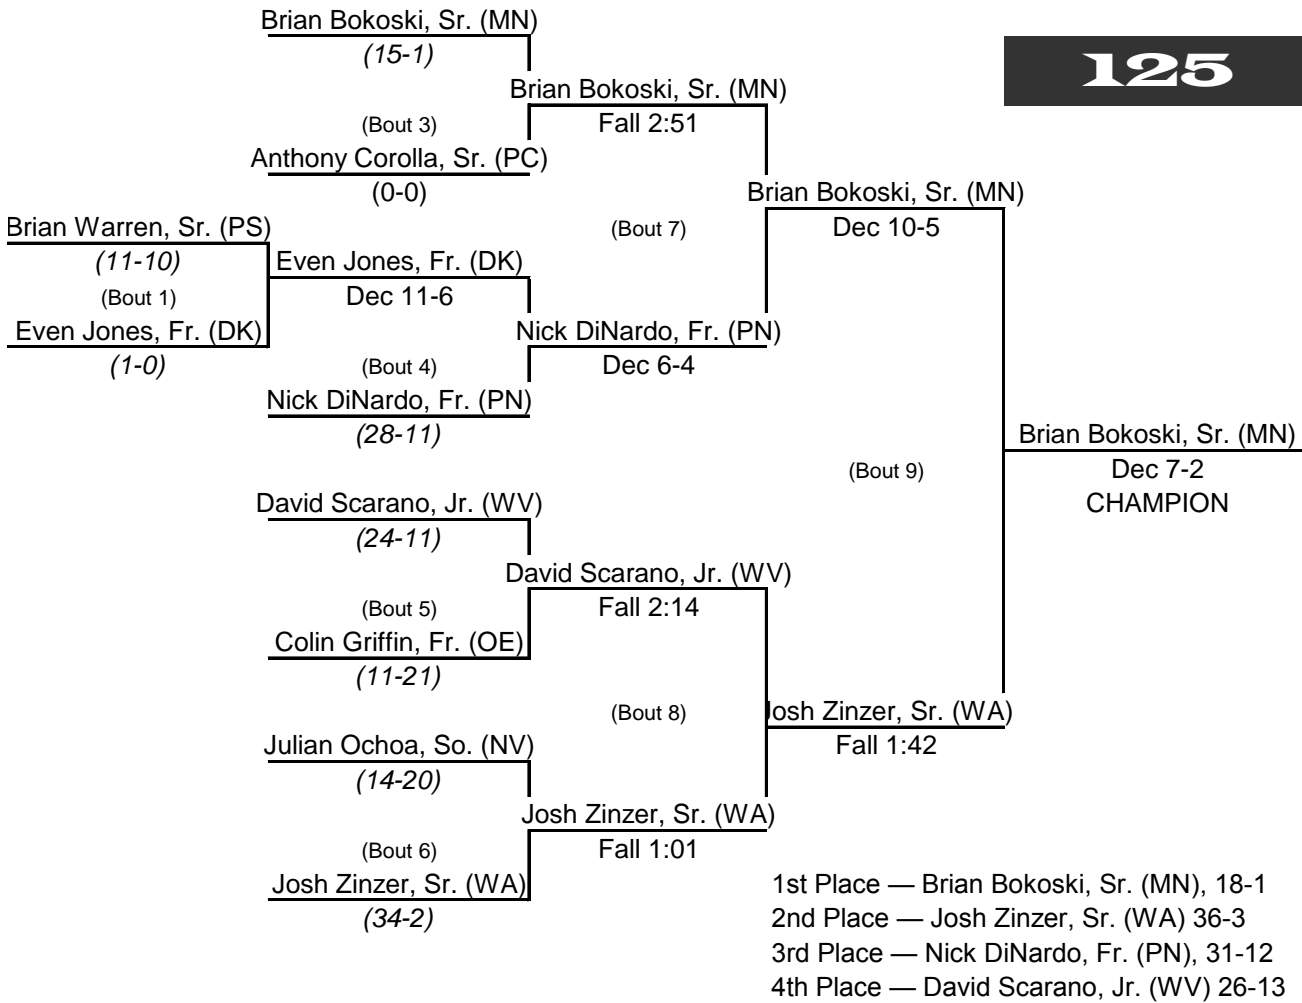 125
Brian Bokoski, Sr. (MN)
(15-1)
Brian Bokoski, Sr. (MN)
(Bout 3)
Fall 2:51
Anthony Corolla, Sr. (PC)
(0-0)
Brian Bokoski, Sr. (MN)
Brian Warren, Sr. (PS)
(Bout 7)
Dec 10-5
(11-10)
Even Jones, Fr. (DK)
(Bout 1)
Dec 11-6
Even Jones, Fr. (DK)
Nick DiNardo, Fr. (PN)
(1-0)
(Bout 4)
Dec 6-4
Nick DiNardo, Fr. (PN)
(28-11)
Brian Bokoski, Sr. (MN)
(Bout 9)
Dec 7-2
CHAMPION
David Scarano, Jr. (WV)
(24-11)
David Scarano, Jr. (WV)
(Bout 5)
Fall 2:14
Colin Griffin, Fr. (OE)
(11-21)
(Bout 8)
Josh Zinzer, Sr. (WA)
Fall 1:42
Julian Ochoa, So. (NV)
(14-20)
Josh Zinzer, Sr. (WA)
(Bout 6)
Fall 1:01
Josh Zinzer, Sr. (WA)
(34-2)
1st Place — Brian Bokoski, Sr. (MN), 18-1
2nd Place — Josh Zinzer, Sr. (WA) 36-3
3rd Place — Nick DiNardo, Fr. (PN), 31-12
4th Place — David Scarano, Jr. (WV) 26-13